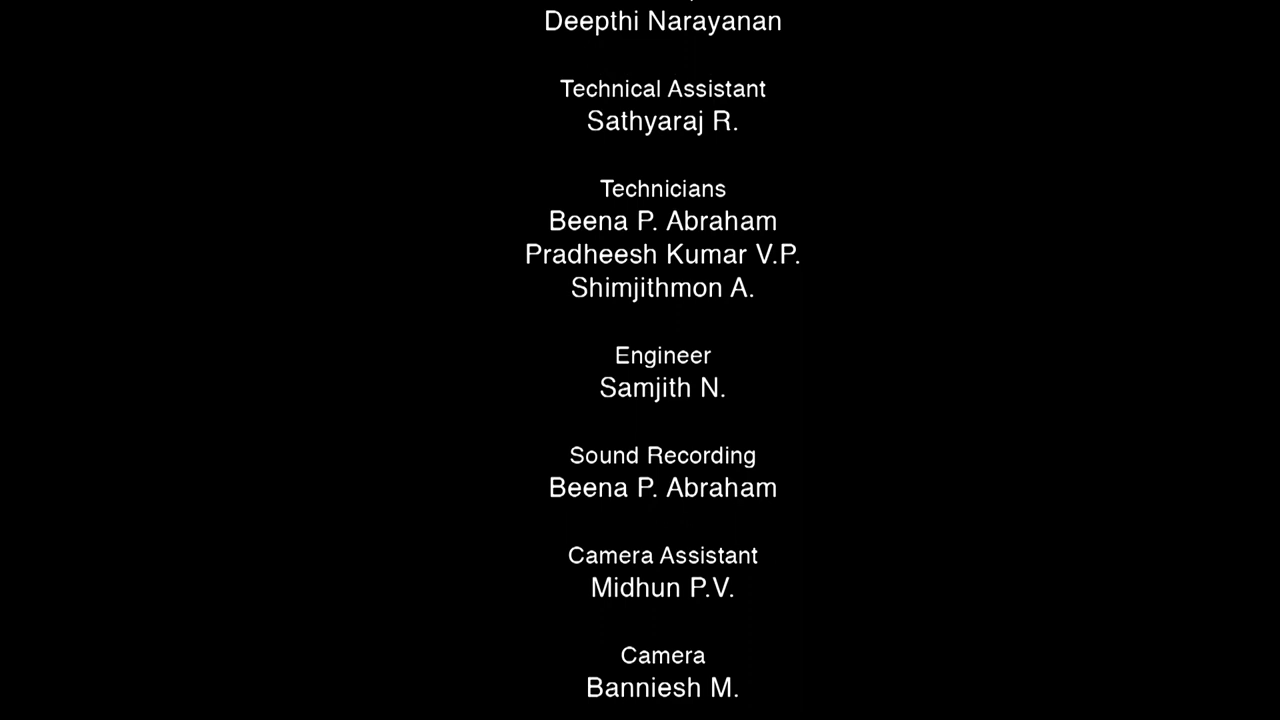 Deepthi Narayanan
Technical Assistant
Sathyaraj R.
Technicians
Beena P. Abraham
Pradheesh Kumar V.P.
Shimjithmon A.
Engineer
Samjith N.
Sound Recording
Beena P. Abraham
Camera Assistant
Midhun P.V.
Camera
Banniesh M.